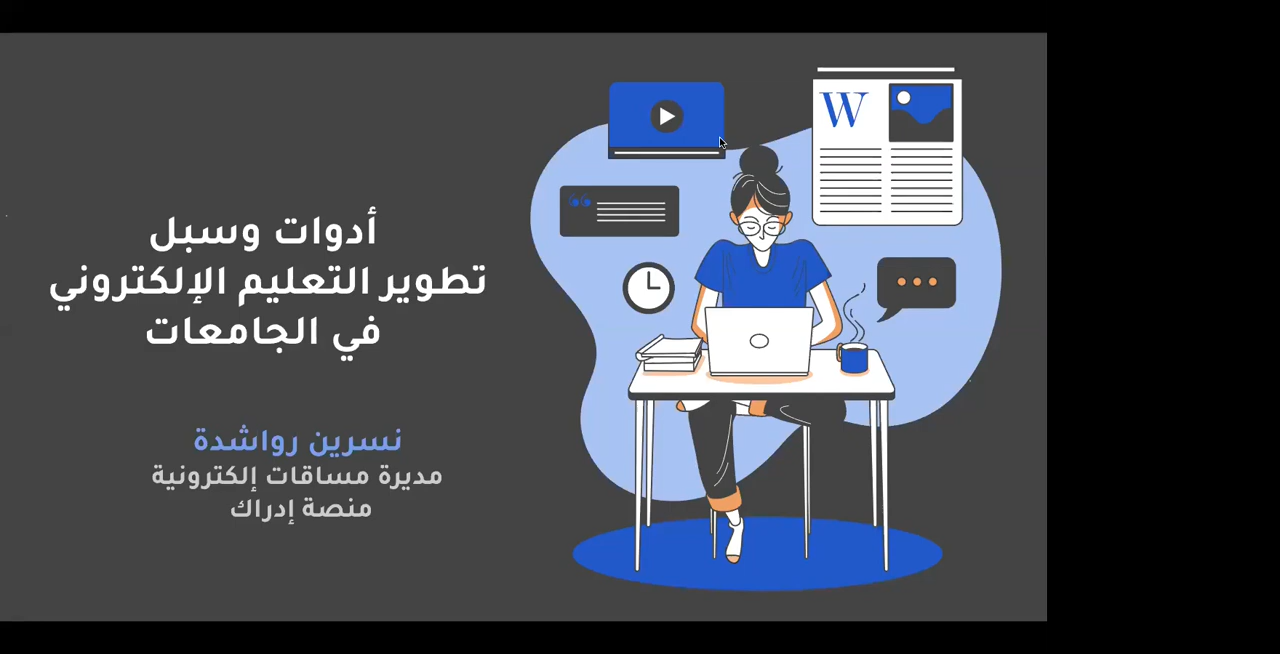 أدوات وسبل
تطوير التعليم الإلكتروني
في الجامعات
نسرين رواشدة
مديرة مساقات إلكترونية
منصة إدراك
W